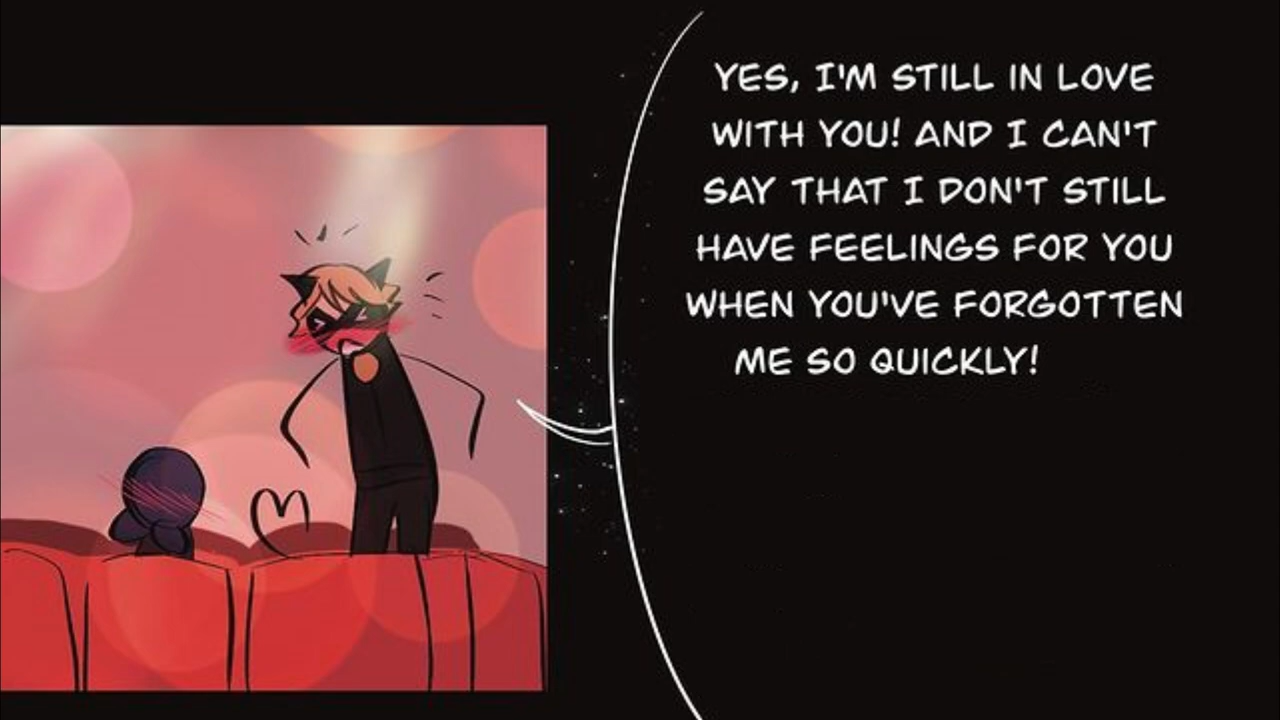 YES, I'M STILL IN LOVE
WITH YOU! AND I CAN'T
SAY THAT I DON'T STILL
HAVE FEELINGS FOR YOU
WHEN YOU'VE FORGOTTEN
ME SO QUICKLY!